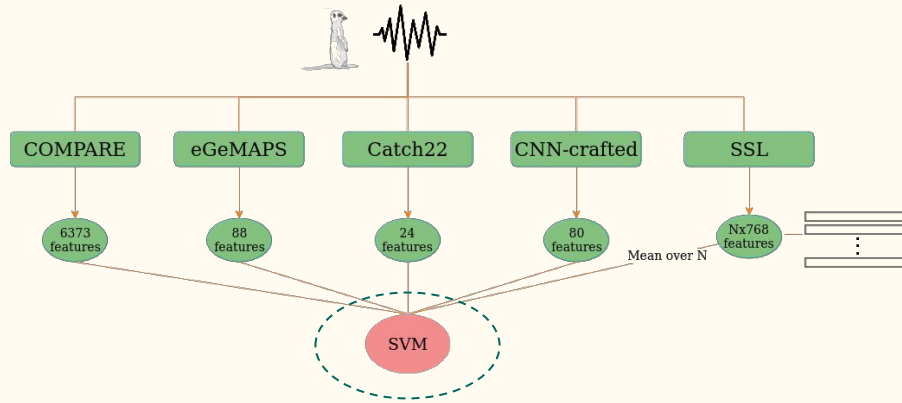 COMPARE
eGeMAPS
Catch22
CNN-crafted
SSL
6373
features
88
features
24
features
80
features
Nx768
features
Mean over N
SVM